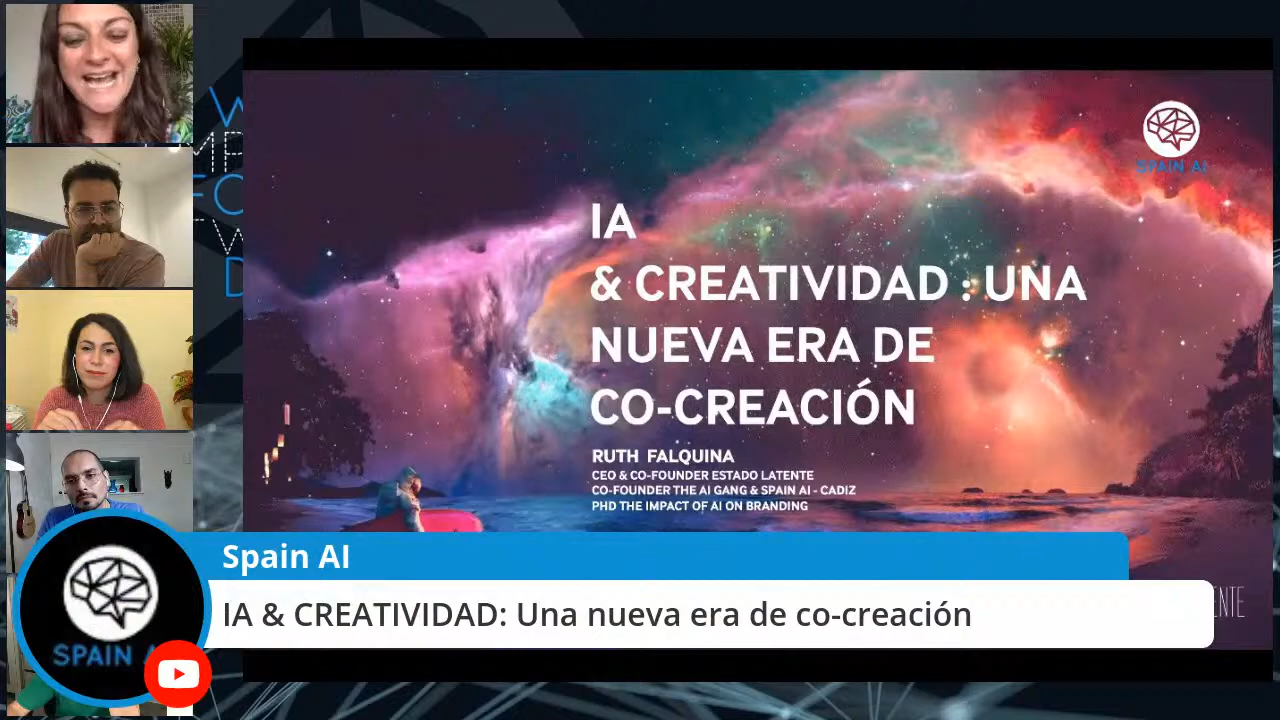 SPAIN AI
IA
& CREATIVIDAD : UNA
NUEVA ERA DE
CO-CREACIÓN
RUTH FALQUINA
CEO & CO-FOUNDER ESTADO LATENTE
CO-FOUNDER THE AI GANG & SPAIN AI - CADIZ
PHD THE IMPACT OF AI ON BRANDING
Spain AI
IA & CREATIVIDAD: Una nueva era de co-creación
SPAIN